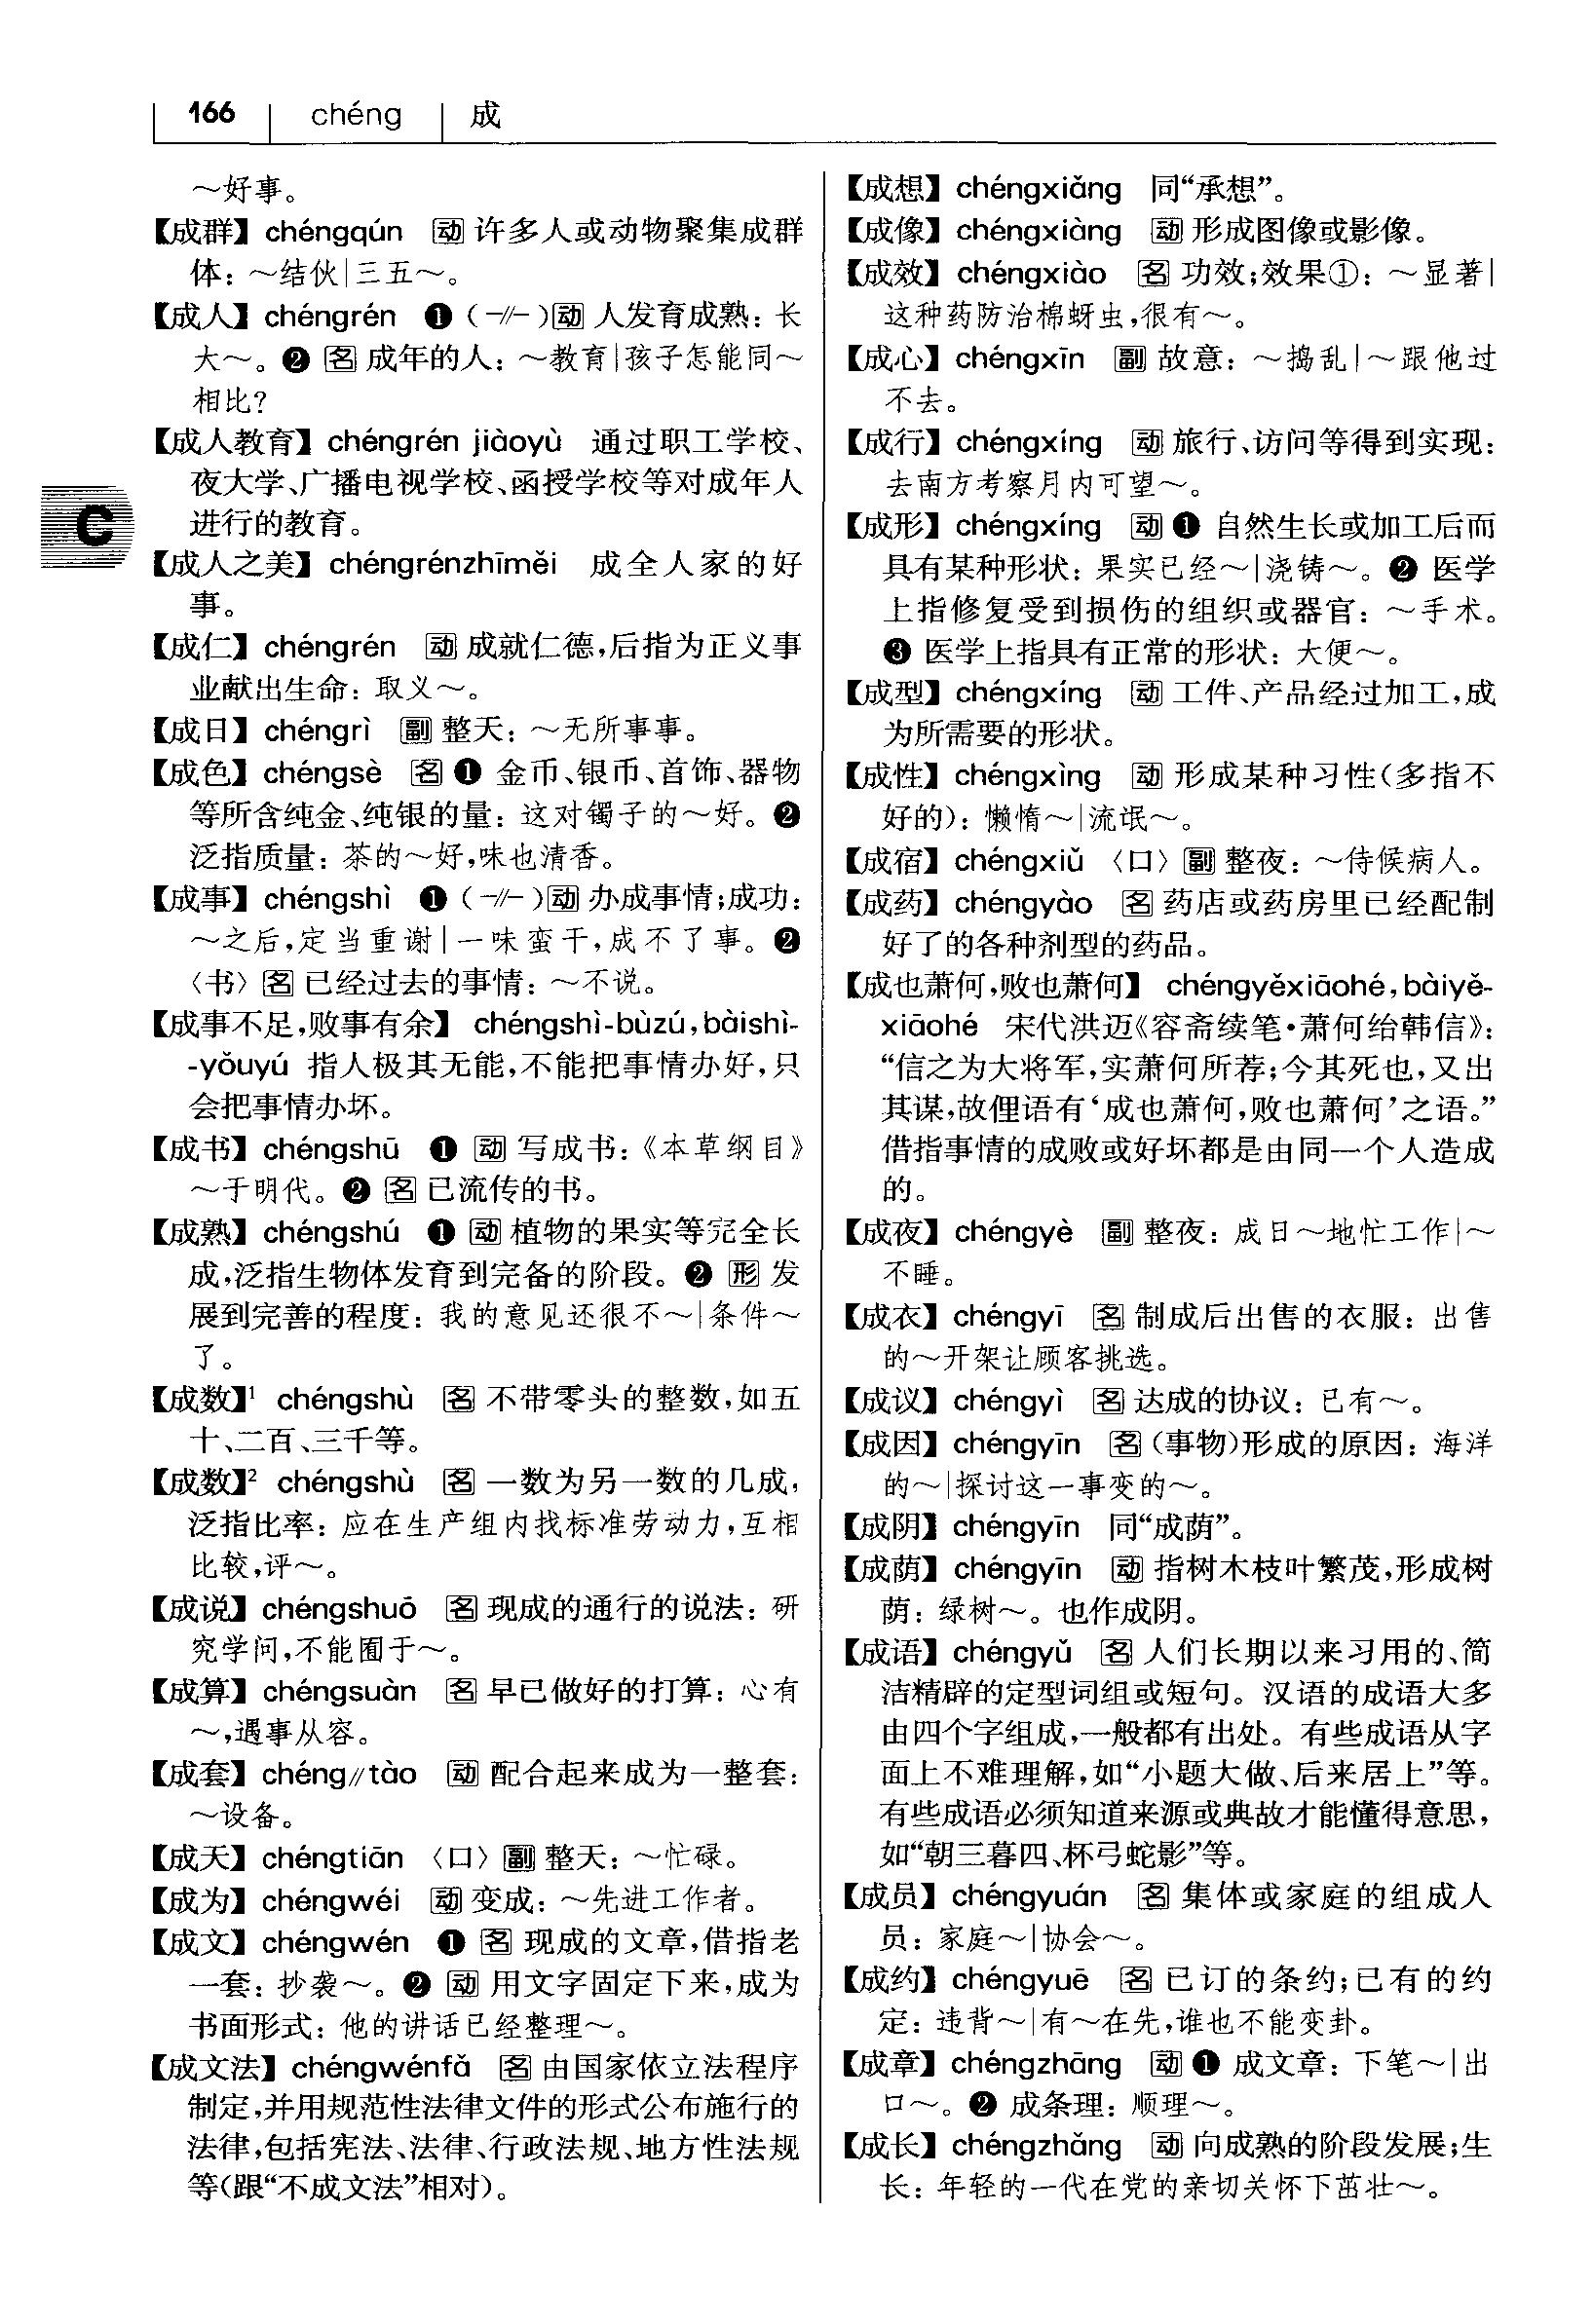 166 chéng 成
～好事。
【成群】 chéngqún 动 许多人或动物聚集成群
体：～结伙|三五～。
【成人】 chéngrén ❶（-//-）动 人发育成熟：长
大～。❷ 名 成年的人：～教育|孩子怎能同～
相比？
【成人教育】 chéngrén jiàoyù 通过职工学校、
夜大学、广播电视学校、函授学校等对成年人
进行的教育。
C
【成人之美】 chéngrénzhīměi 成全人家的好
事。
【成仁】 chéngrén 动 成就仁德，后指为正义事
业献出生命：取义～。
【成日】 chéngrì 副 整天：～无所事事。
【成色】 chéngsè 名 ❶ 金币、银币、首饰、器物
等所含纯金、纯银的量：这对镯子的～好。❷
泛指质量：茶的～好，味也清香。
【成事】 chéngshì ❶（-//-）动 办成事情；成功：
～之后，定当重谢|一味蛮干，成不了事。❷
〈书〉名 已经过去的事情：～不说。
【成事不足，败事有余】 chéngshì-bùzú，bàishì-
-yǒuyú 指人极其无能，不能把事情办好，只
会把事情办坏。
【成书】 chéngshū ❶ 动 写成书：《本草纲目》
～于明代。❷ 名 已流传的书。
【成熟】 chéngshú ❶ 动 植物的果实等完全长
成，泛指生物体发育到完备的阶段。❷ 形 发
展到完善的程度：我的意见还很不～|条件～
了。
【成数】¹ chéngshù 名 不带零头的整数，如五
十、二百、三千等。
【成数】² chéngshù 名 一数为另一数的几成，
泛指比率：应在生产组内找标准劳动力，互相
比较，评～。
【成说】 chéngshuō 名 现成的通行的说法：研
究学问，不能囿于～。
【成算】 chéngsuàn 名 早已做好的打算：心有
～，遇事从容。
【成套】 chéng//tào 动 配合起来成为一整套：
～设备。
【成天】 chéngtiān 〈口〉副 整天：～忙碌。
【成为】 chéngwéi 动 变成：～先进工作者。
【成文】 chéngwén ❶ 名 现成的文章，借指老
一套：抄袭～。❷ 动 用文字固定下来，成为
书面形式：他的讲话已经整理～。
【成文法】 chéngwénfǎ 名 由国家依立法程序
制定，并用规范性法律文件的形式公布施行的
法律，包括宪法、法律、行政法规、地方性法规
等（跟“不成文法”相对）。
【成想】 chéngxiǎng 同“承想”。
【成像】 chéngxiàng 动 形成图像或影像。
【成效】 chéngxiào 名 功效；效果①：～显著|
这种药防治棉蚜虫，很有～。
【成心】 chéngxīn 副 故意：～捣乱|～跟他过
不去。
【成行】 chéngxíng 动 旅行、访问等得到实现：
去南方考察月内可望～。
【成形】 chéngxíng 动 ❶ 自然生长或加工后而
具有某种形状：果实已经～|浇铸～。❷ 医学
上指修复受到损伤的组织或器官：～手术。
❸ 医学上指具有正常的形状：大便～。
【成型】 chéngxíng 动 工件、产品经过加工，成
为所需要的形状。
【成性】 chéngxìng 动 形成某种习性（多指不
好的）：懒惰～|流氓～。
【成宿】 chéngxiǔ 〈口〉副 整夜：～侍候病人。
【成药】 chéngyào 名 药店或药房里已经配制
好了的各种剂型的药品。
【成也萧何，败也萧何】 chéngyěxiāohé，bàiyě-
xiāohé 宋代洪迈《容斋续笔·萧何绐韩信》：
“信之为大将军，实萧何所荐；今其死也，又出
其谋，故俚语有‘成也萧何，败也萧何’之语。”
借指事情的成败或好坏都是由同一个人造成
的。
【成夜】 chéngyè 副 整夜：成日～地忙工作|～
不睡。
【成衣】 chéngyī 名 制成后出售的衣服：出售
的～开架让顾客挑选。
【成议】 chéngyì 名 达成的协议：已有～。
【成因】 chéngyīn 名（事物）形成的原因：海洋
的～|探讨这一事变的～。
【成阴】 chéngyīn 同“成荫”。
【成荫】 chéngyīn 动 指树木枝叶繁茂，形成树
荫：绿树～。也作成阴。
【成语】 chéngyǔ 名 人们长期以来习用的、简
洁精辟的定型词组或短句。汉语的成语大多
由四个字组成，一般都有出处。有些成语从字
面上不难理解，如“小题大做、后来居上”等。
有些成语必须知道来源或典故才能懂得意思，
如“朝三暮四、杯弓蛇影”等。
【成员】 chéngyuán 名 集体或家庭的组成人
员：家庭～|协会～。
【成约】 chéngyuē 名 已订的条约；已有的约
定：违背～|有～在先，谁也不能变卦。
【成章】 chéngzhāng 动 ❶ 成文章：下笔～|出
口～。❷ 成条理：顺理～。
【成长】 chéngzhǎng 动 向成熟的阶段发展；生
长：年轻的一代在党的亲切关怀下茁壮～。